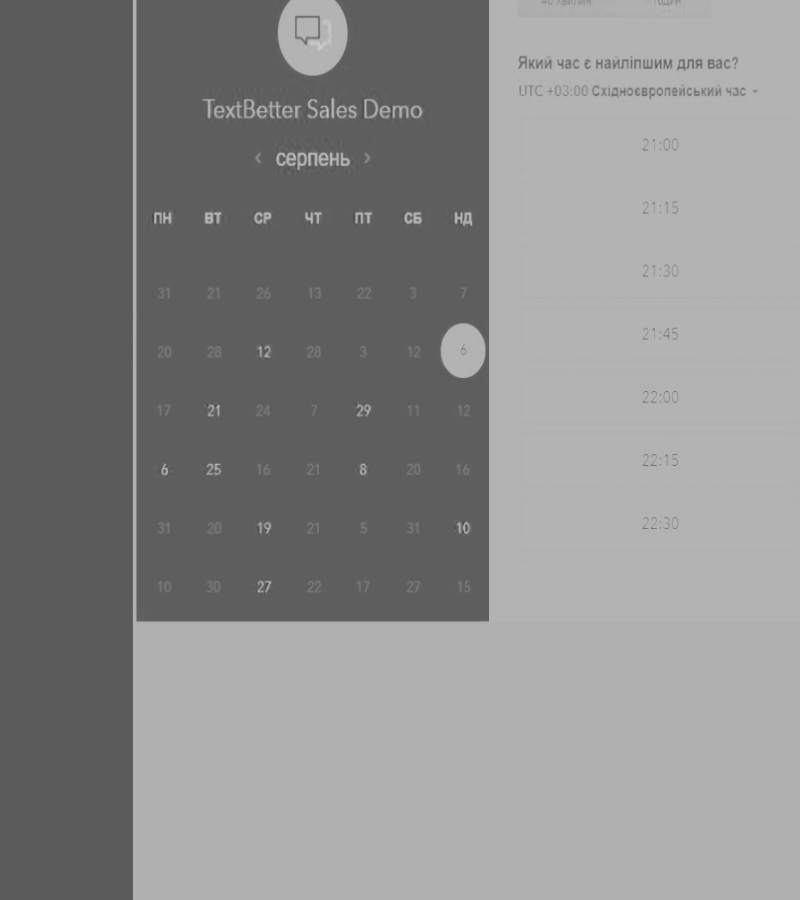 TextBetter Sales Demo
‹ серпень ›
ПН ВТ СР ЧТ ПТ СБ НД
31 21 26 13 22 3 7
20 28 12 28 3 12 6
17 21 24 7 29 11 12
6 25 16 21 8 20 16
31 20 19 21 5 31 10
10 30 27 22 17 27 15
Який час є найліпшим для вас?
UTC +03:00 Східноєвропейський час
21:00
21:15
21:30
21:45
22:00
22:15
22:30